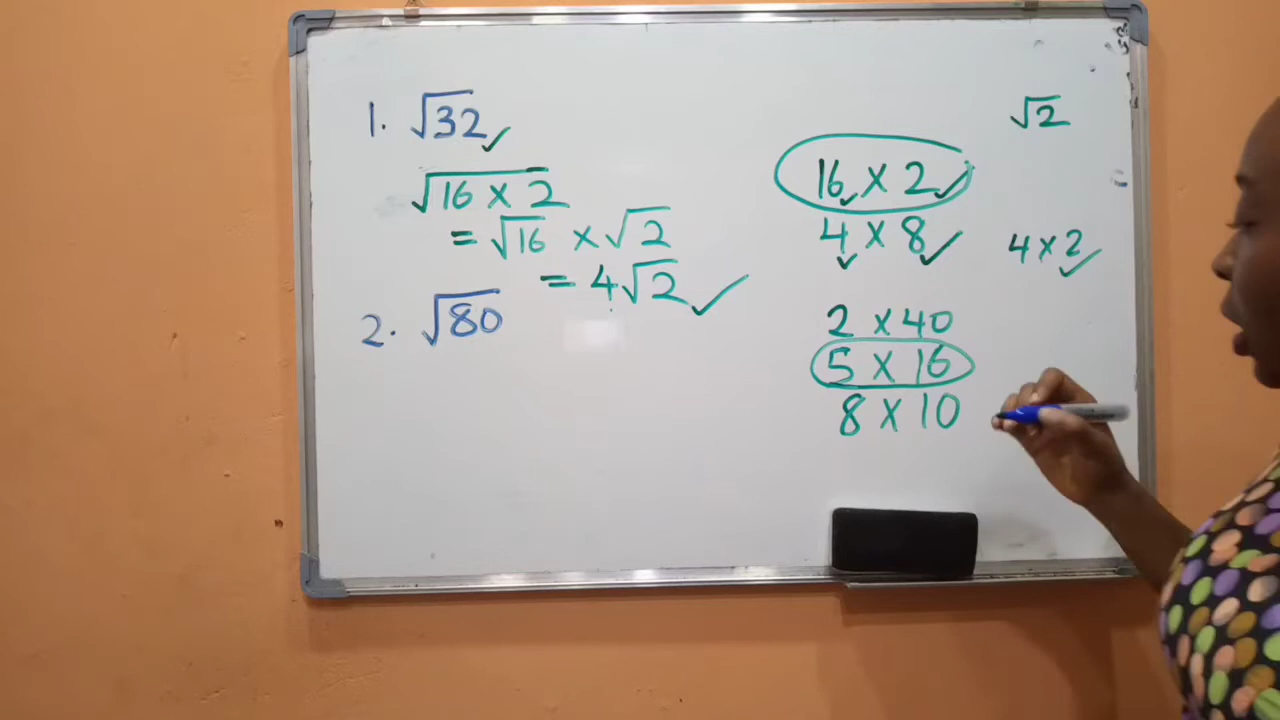 1. √32
√16 x 2
= √16 x √2
= 4√2
2. √80
√2
16 x 2
4 x 8
4 x 2
2 x 40
5 x 16
8 x 10